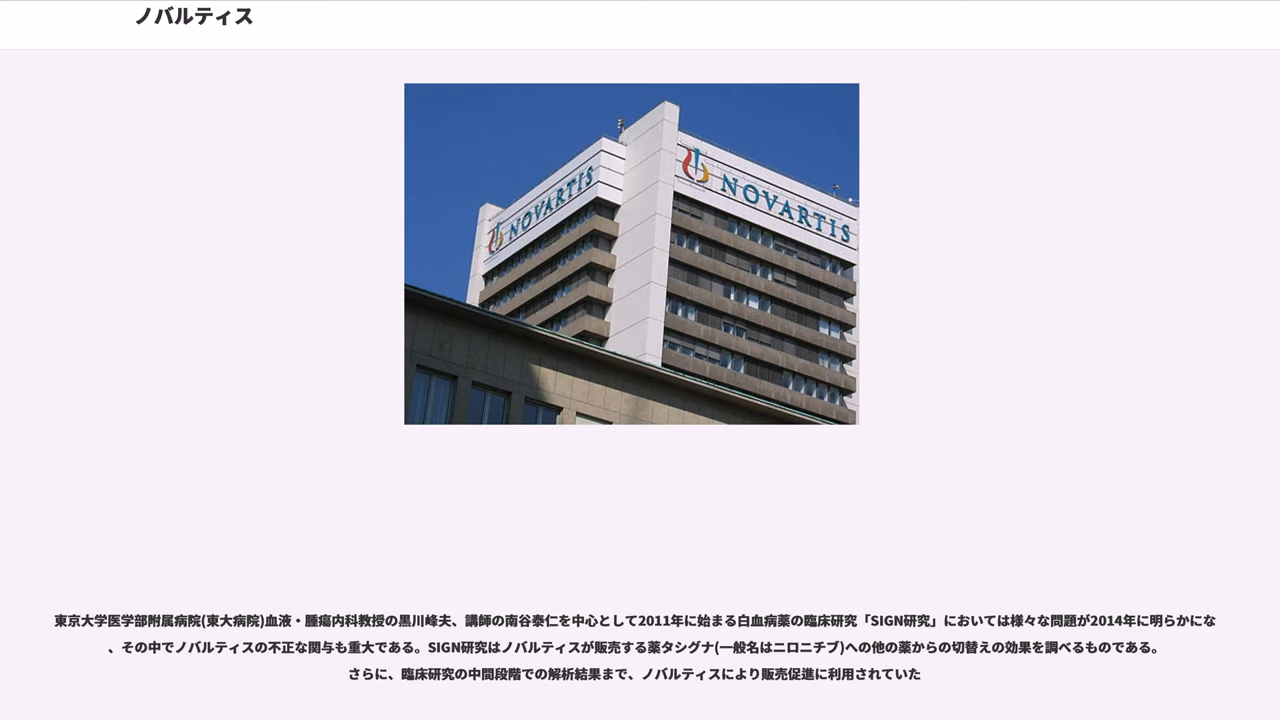 ノバルティス
NOVARTIS
NOVARTIS
東京大学医学部附属病院(東大病院)血液・腫瘍内科教授の黒川峰夫、講師の南谷泰仁を中心として2011年に始まる白血病薬の臨床研究「SIGN研究」においては様々な問題が2014年に明らかにな
、その中でノバルティスの不正な関与も重大である。SIGN研究はノバルティスが販売する薬タシグナ(一般名はニロニチブ)への他の薬からの切替えの効果を調べるものである。
さらに、臨床研究の中間段階での解析結果まで、ノバルティスにより販売促進に利用されていた